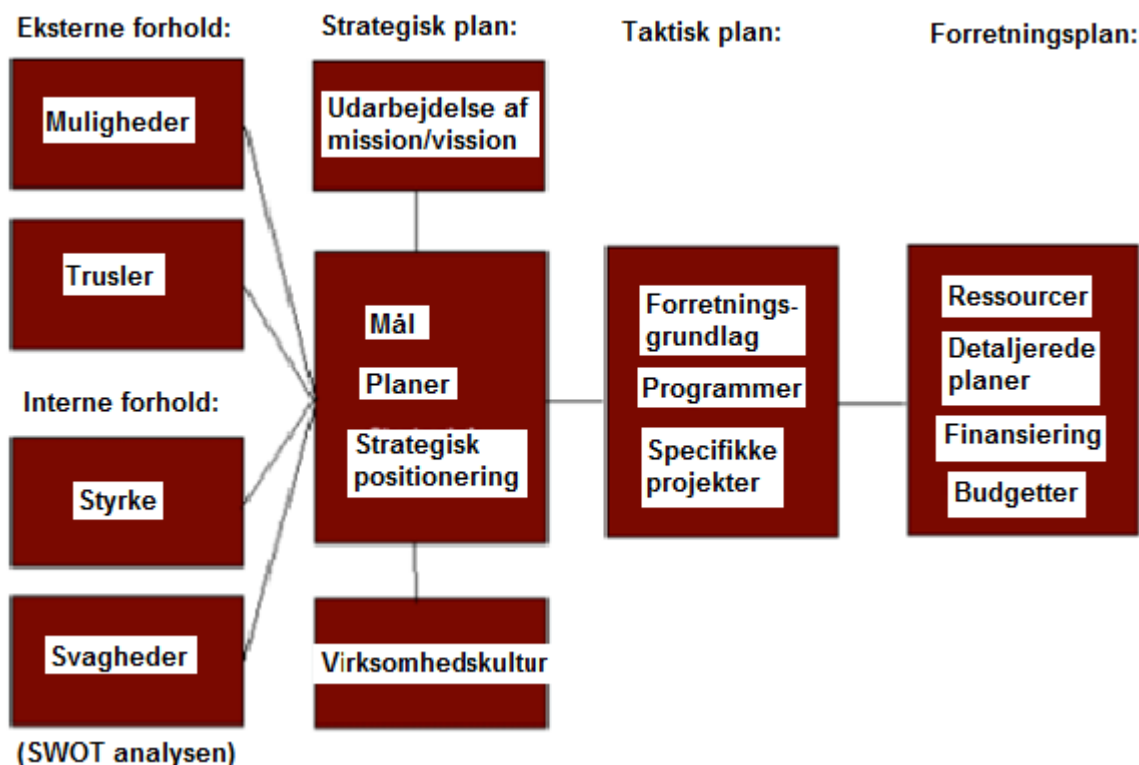 Eksterne forhold:
Muligheder
Trusler
Interne forhold:
Styrke
Svagheder
(SWOT analysen)
Strategisk plan:
Udarbejdelse af
mission/vission
Mål
Planer
Strategisk
positionering
Virksomhedskultur
Taktisk plan:
Forretnings-
grundlag
Programmer
Specifikke
projekter
Forretningsplan:
Ressourcer
Detaljerede
planer
Finansiering
Budgetter